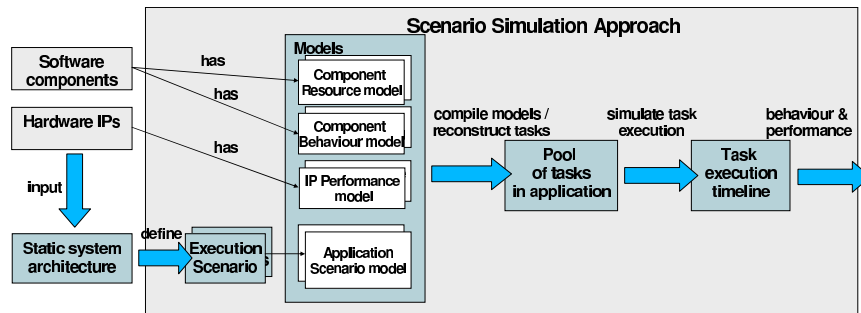 Scenario Simulation Approach
Software
components
Hardware IPs
input
Static system
architecture
define
Execution
Scenario
s
has
has
has
Models
Component
Resource model
Component
Behaviour model
IP Performance
model
Application
Scenario model
compile models /
reconstruct tasks
Pool
of tasks
in application
simulate task
execution
Task
execution
timeline
behaviour &
performance